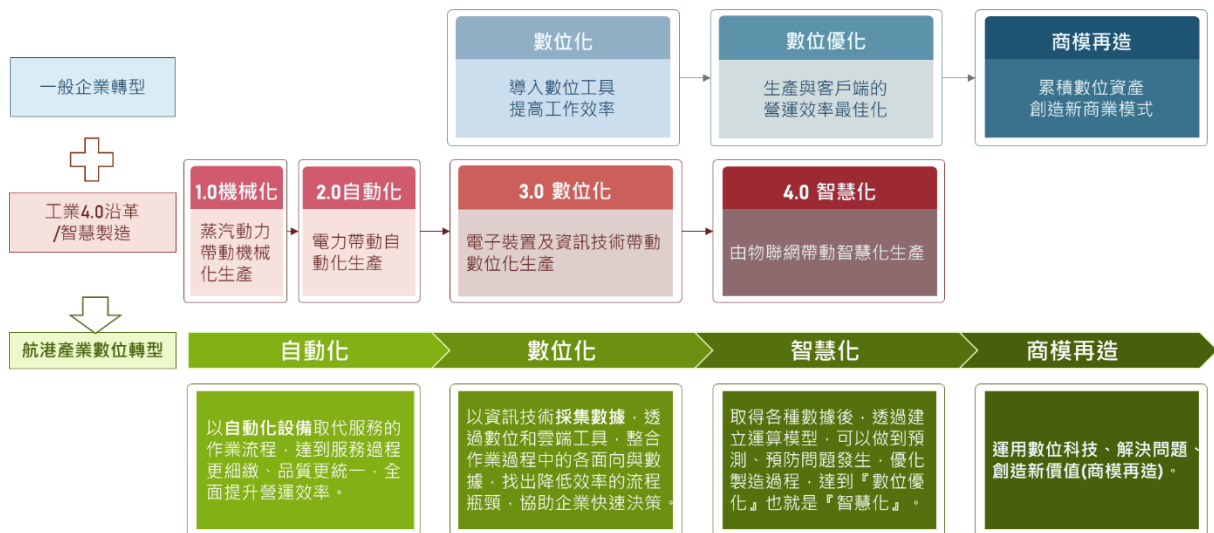 一般企業轉型
數位化
導入數位工具
提高工作效率
數位優化
生產與客戶端的
營運效率最佳化
商模再造
累積數位資產
創造新商業模式
工業4.0沿革
/智慧製造
1.0機械化
蒸汽動力
帶動機械
化生產
2.0自動化
電力帶動自
動化生產
3.0 數位化
電子裝置及資訊技術帶動
數位化生產
4.0 智慧化
由物聯網帶動智慧化生產
航港產業數位轉型
自動化
數位化
智慧化
商模再造
以自動化設備取代服務的
作業流程，達到服務過程
更細緻、品質更統一，全
面提升營運效率。
以資訊技術採集數據，透
過數位和雲端工具，整合
作業過程中的各面向與數
據，找出降低效率的流程
瓶頸，協助企業快速決策。
取得各種數據後，透過建
立運算模型，可以做到預
測、預防問題發生，優化
製造過程，達到『數位優
化』也就是『智慧化』。
運用數位科技、解決問題、
創造新價值(商模再造)。